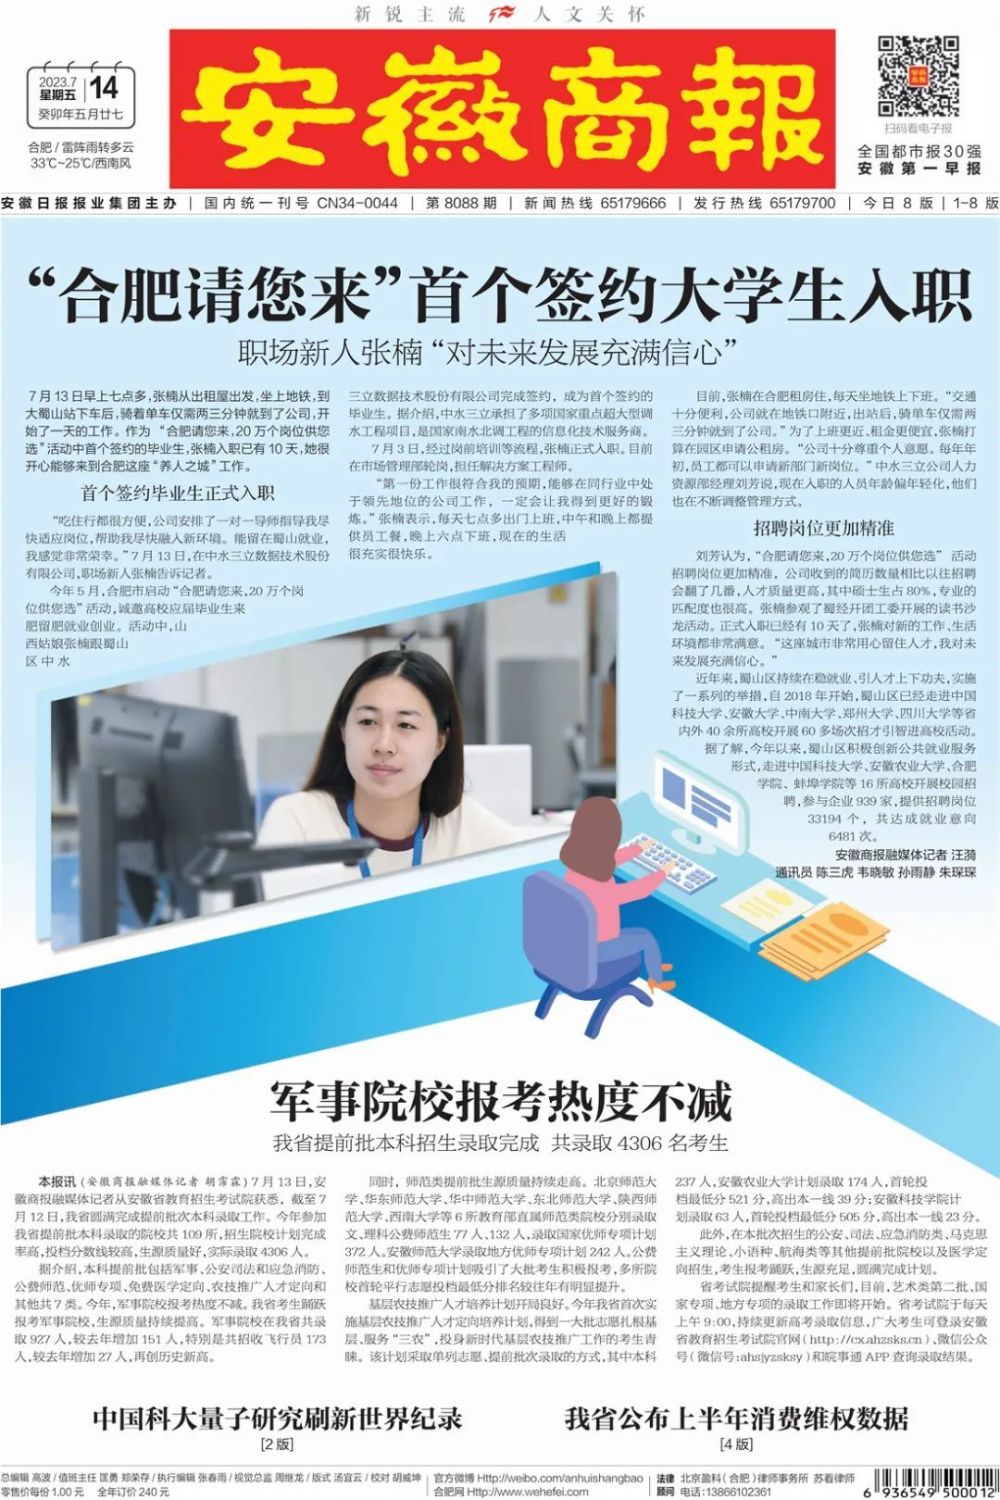 新锐主流 人文关怀
2023.7
星期五
14
癸卯年五月廿七
合肥/雷阵雨转多云
33℃~25℃/西南风
安徽商報
扫码看电子报
全国都市报30强
安徽第一早报
安徽日报报业集团主办 | 国内统一刊号 CN34-0044 | 第 8088 期 | 新闻热线 65179666 | 发行热线 65179700 | 今日 8 版 | 1-8 版
“合肥请您来”首个签约大学生入职
职场新人张楠“对未来发展充满信心”
7 月 13 日早上七点多,张楠从出租屋出发,坐上地铁,到
大蜀山站下车后,骑着单车仅需两三分钟就到了公司,开
始了一天的工作。作为 “合肥请您来,20 万个岗位供您
选”活动中首个签约的毕业生,张楠入职已有 10 天,她很
开心能够来到合肥这座“养人之城”工作。
首个签约毕业生正式入职
“吃住行都很方便,公司安排了一对一导师指导我尽
快适应岗位,帮助我尽快融入新环境。能留在蜀山就业,
我感觉非常荣幸。”7 月 13 日,在中水三立数据技术股份
有限公司,职场新人张楠告诉记者。
今年 5 月,合肥市启动“合肥请您来,20 万个岗
位供您选”活动,诚邀高校应届毕业生来
肥留肥就业创业。活动中,山
西姑娘张楠跟蜀山
区中水
三立数据技术股份有限公司完成签约，成为首个签约的
毕业生。据介绍,中水三立承担了多项国家重点超大型调
水工程项目,是国家南水北调工程的信息化技术服务商。
7 月 3 日,经过岗前培训等流程,张楠正式入职。目前
在市场管理部轮岗,担任解决方案工程师。
“第一份工作很符合我的预期,能够在同行业中处
于领先地位的公司工作，一定会让我得到更好的锻
炼。”张楠表示,每天七点多出门上班,中午和晚上都提
供员工餐,晚上六点下班,现在的生活
很充实很快乐。
目前,张楠在合肥租房住,每天坐地铁上下班。“交通
十分便利,公司就在地铁口附近,出站后,骑单车仅需两
三分钟就到了公司。”为了上班更近、租金更便宜,张楠打
算在园区申请公租房。“公司十分尊重个人意愿。每年年
初,员工都可以申请新部门新岗位。”中水三立公司人力
资源部经理刘芳说,现在入职的人员年龄偏年轻化,他们
也在不断调整管理方式。
招聘岗位更加精准
刘芳认为,“合肥请您来,20 万个岗位供您选” 活动
招聘岗位更加精准，公司收到的简历数量相比以往招聘
会翻了几番,人才质量更高,其中硕士生占 80%,专业的
匹配度也很高。张楠参观了蜀经开团工委开展的读书沙
龙活动。正式入职已经有 10 天了,张楠对新的工作、生活
环境都非常满意。“这座城市非常用心留住人才,我对未
来发展充满信心。”
近年来,蜀山区持续在稳就业、引人才上下功夫,实施
了一系列的举措,自 2018 年开始,蜀山区已经走进中国
科技大学、安徽大学、中南大学、郑州大学、四川大学等省
内外 40 余所高校开展 60 多场次招才引智进高校活动。
据了解,今年以来,蜀山区积极创新公共就业服务
形式,走进中国科技大学、安徽农业大学、合肥
学院、蚌埠学院等 16 所高校开展校园招
聘,参与企业 939 家,提供招聘岗位
33194 个，共达成就业意向
6481 次。
安徽商报融媒体记者 汪漪
通讯员 陈三虎 韦晓敏 孙雨静 朱琛琛
军事院校报考热度不减
我省提前批本科招生录取完成 共录取 4306 名考生
本报讯(安徽商报融媒体记者 胡霈霖)7 月 13 日,安
徽商报融媒体记者从安徽省教育招生考试院获悉，截至 7
月 12 日,我省圆满完成提前批次本科录取工作。今年参加
我省提前批本科录取的院校共 109 所,招生院校计划完成
率高,投档分数线较高,生源质量好,实际录取 4306 人。
据介绍,本科提前批包括军事、公安司法和应急消防、
公费师范、优师专项、免费医学定向、农技推广人才定向和
其他共 7 类。今年,军事院校报考热度不减。我省考生踊跃
报考军事院校,生源质量持续提高。军事院校在我省共录
取 927 人,较去年增加 151 人,特别是共招收飞行员 173
人,较去年增加 27 人,再创历史新高。
同时,师范类提前批生源质量持续走高。北京师范大
学、华东师范大学、华中师范大学、东北师范大学、陕西师
范大学、西南大学等 6 所教育部直属师范类院校分别录取
文、理科公费师范生 77 人、132 人,录取国家优师专项计划
372 人。安徽师范大学录取地方优师专项计划 242 人。公费
师范生和优师专项计划吸引了大批考生积极报考,多所院
校首轮平行志愿投档最低分排名较往年有明显提升。
基层农技推广人才培养计划开局良好。今年我省首次实
施基层农技推广人才定向培养计划,得到一大批志愿扎根基
层、服务“三农”,投身新时代基层农技推广工作的考生青
睐。该计划采取单列志愿、提前批次录取的方式,其中本科
237 人,安徽农业大学计划录取 174 人,首轮投
档最低分 521 分,高出本一线 39 分;安徽科技学院计
划录取 63 人,首轮投档最低分 505 分,高出本一线 23 分。
此外,在本批次招生的公安、司法、应急消防类、马克思
主义理论、小语种、航海类等其他提前批院校以及医学定
向招生,考生报考踊跃,生源充足,圆满完成计划。
省考试院提醒考生和家长们,目前,艺术类第二批、国
家专项、地方专项的录取工作即将开始。省考试院于每天
上午 9:00,持续更新高考录取信息,广大考生可登录安徽
省教育招生考试院官网(http://cx.ahzsks.cn)、微信公众
号(微信号:ahsjyzsksy)和皖事通 APP 查询录取结果。
中国科大量子研究刷新世界纪录
[2 版]
我省公布上半年消费维权数据
[4 版]
总编辑 高波/值班主任 匡勇 郑荣存/执行编辑 张春雨/视觉总监 周继龙/版式 汤宜云/校对 胡咸坤
零售价每份 1.00 元 全年订价 240 元
官方微博 Http://weibo.com/anhuishangbao
合肥网 Http://www.wehefei.com
法律顾问 北京盈科(合肥)律师事务所 苏看律师
电话:13866102361
6 936549 500012